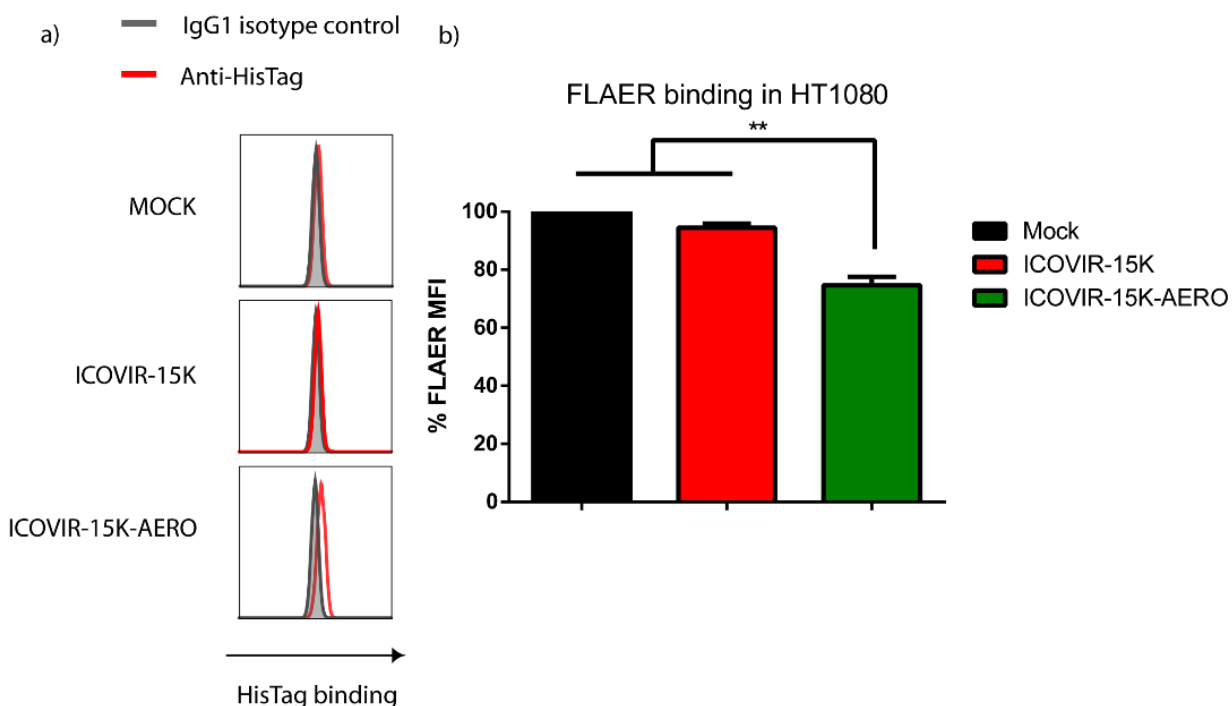 a)
IgG1 isotype control
Anti-HisTag
MOCK
ICOVIR-15K
ICOVIR-15K-AERO
HisTag binding
b)
FLAER binding in HT1080
**
% FLAER MFI
100
80
60
40
20
0
Mock
ICOVIR-15K
ICOVIR-15K-AERO